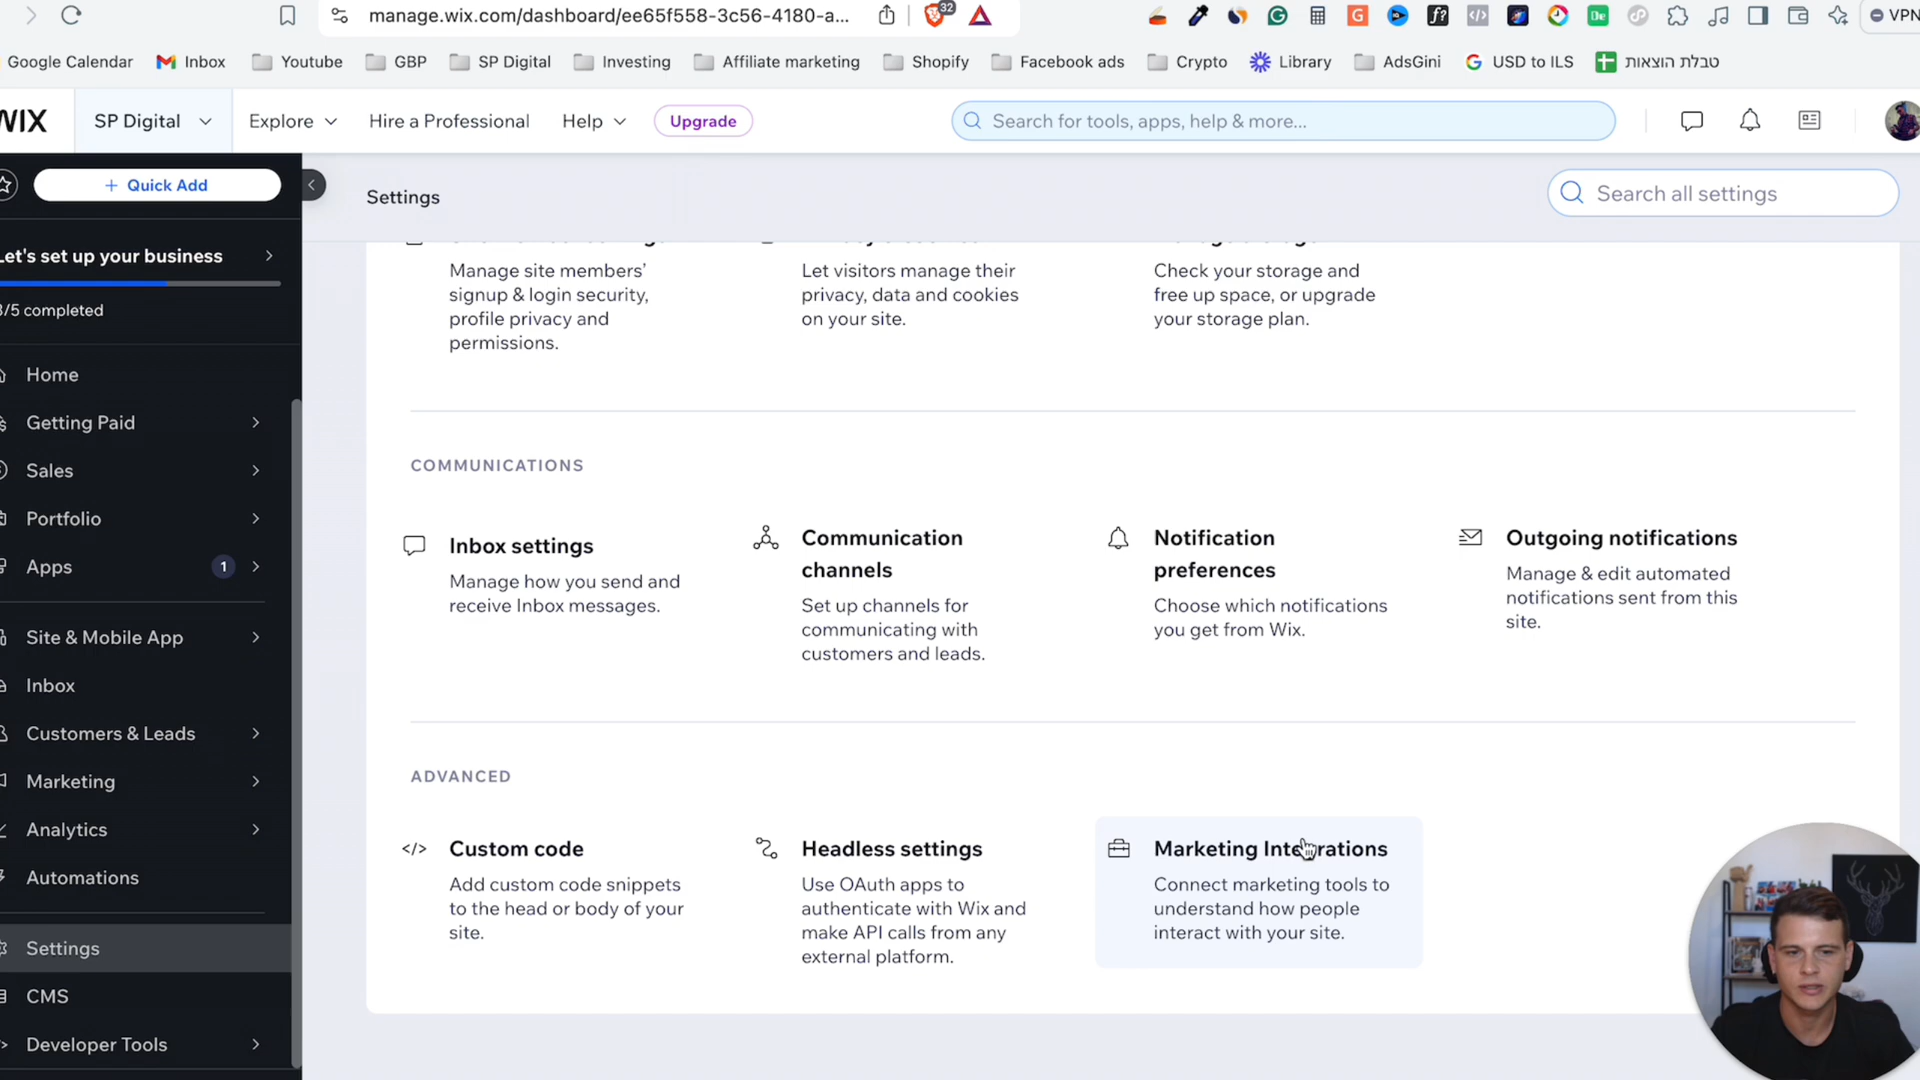 manage.wix.com/dashboard/ee65f558-3c56-4180-a...
32
VPN
Google Calendar
Inbox
Youtube
GBP
SP Digital
Investing
Affiliate marketing
Shopify
Facebook ads
Crypto
Library
AdsGini
USD to ILS
טבלת הוצאות
WIX
SP Digital
Explore
Hire a Professional
Help
Upgrade
Search for tools, apps, help & more...
Quick Add
Settings
Search all settings
Let's set up your business
3/5 completed
Home
Getting Paid
Sales
Portfolio
Apps
1
Site & Mobile App
Inbox
Customers & Leads
Marketing
Analytics
Automations
Settings
CMS
Developer Tools
Manage site members'
signup & login security,
profile privacy and
permissions.
Let visitors manage their
privacy, data and cookies
on your site.
Check your storage and
free up space, or upgrade
your storage plan.
COMMUNICATIONS
Inbox settings
Manage how you send and
receive Inbox messages.
Communication
channels
Set up channels for
communicating with
customers and leads.
Notification
preferences
Choose which notifications
you get from Wix.
Outgoing notifications
Manage & edit automated
notifications sent from this
site.
ADVANCED
Custom code
Add custom code snippets
to the head or body of your
site.
Headless settings
Use OAuth apps to
authenticate with Wix and
make API calls from any
external platform.
Marketing Integrations
Connect marketing tools to
understand how people
interact with your site.